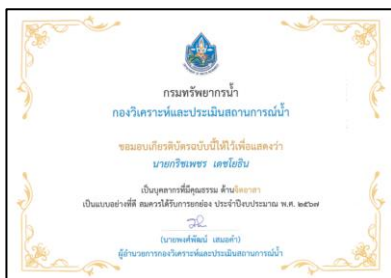 กรมทรัพยากรน้ำ
กองวิเคราะห์และประเมินสถานการณ์น้ำ
ขอมอบเกียรติบัตรฉบับนี้ให้ไว้เพื่อแสดงว่า
นายกริชเพชร เดชโยธิน
เป็นบุคลากรที่มีคุณธรรม ด้านจิตอาสา
เป็นแบบอย่างที่ดี สมควรได้รับการยกย่อง ประจำปีงบประมาณ พ.ศ. ๒๕๖๗
(นายพงศ์พัฒน์ เสมอคำ)
ผู้อำนวยการกองวิเคราะห์และประเมินสถานการณ์น้ำ